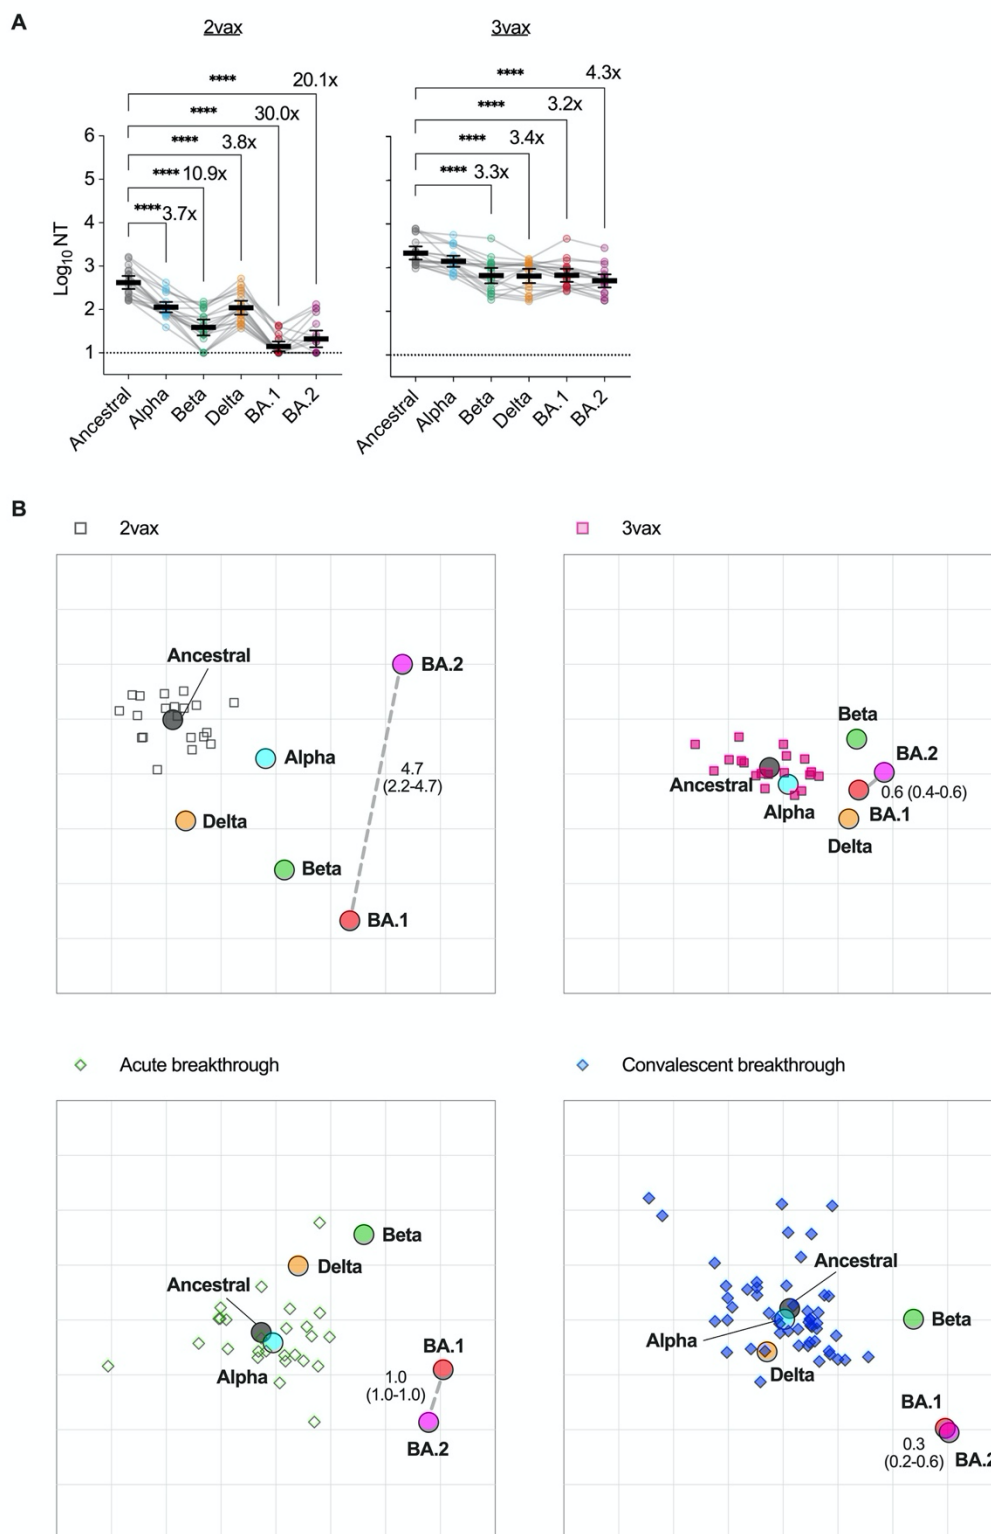 A
2vax
3vax
**** 20.1x
**** 30.0x
**** 3.8x
**** 10.9x
**** 3.7x
**** 4.3x
**** 3.2x
**** 3.4x
**** 3.3x
Log10 NT
6
5
4
3
2
1
Ancestral
Alpha
Beta
Delta
BA.1
BA.2
Ancestral
Alpha
Beta
Delta
BA.1
BA.2
B
2vax
Ancestral
BA.2
Alpha
4.7
(2.2-4.7)
Delta
Beta
BA.1
3vax
Beta
BA.2
Ancestral
0.6 (0.4-0.6)
Alpha
BA.1
Delta
Acute breakthrough
Beta
Delta
Ancestral
BA.1
Alpha
1.0
(1.0-1.0)
BA.2
Convalescent breakthrough
Ancestral
Beta
Alpha
Delta
BA.1
0.3
(0.2-0.6)
BA.2